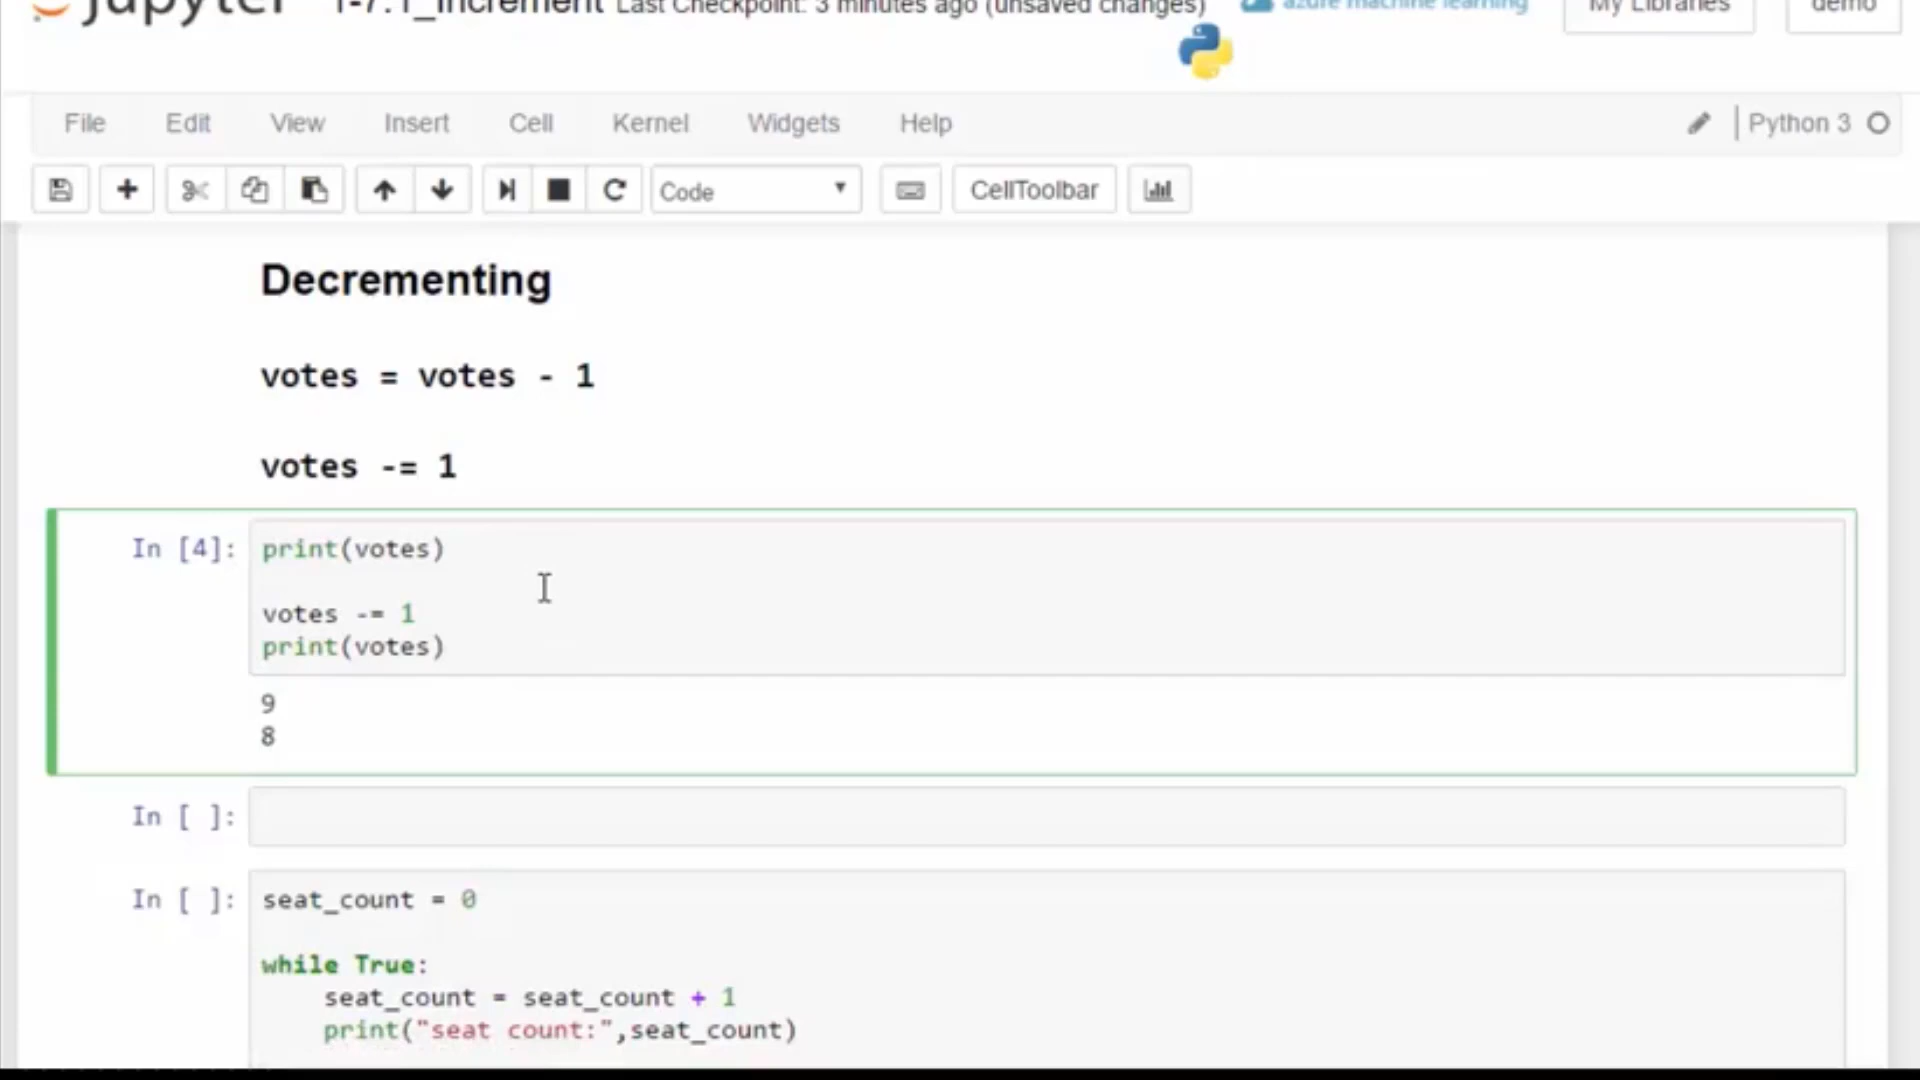 jupyter 1-7.1_Increment Last Checkpoint: 3 minutes ago (unsaved changes) azure machine learning My Libraries demo
File Edit View Insert Cell Kernel Widgets Help Python 3
Code CellToolbar
Decrementing
votes = votes - 1
votes -= 1
In [4]: print(votes)
votes -= 1
print(votes)
9
8
In [ ]:
In [ ]: seat_count = 0
while True:
seat_count = seat_count + 1
print("seat count:",seat_count)